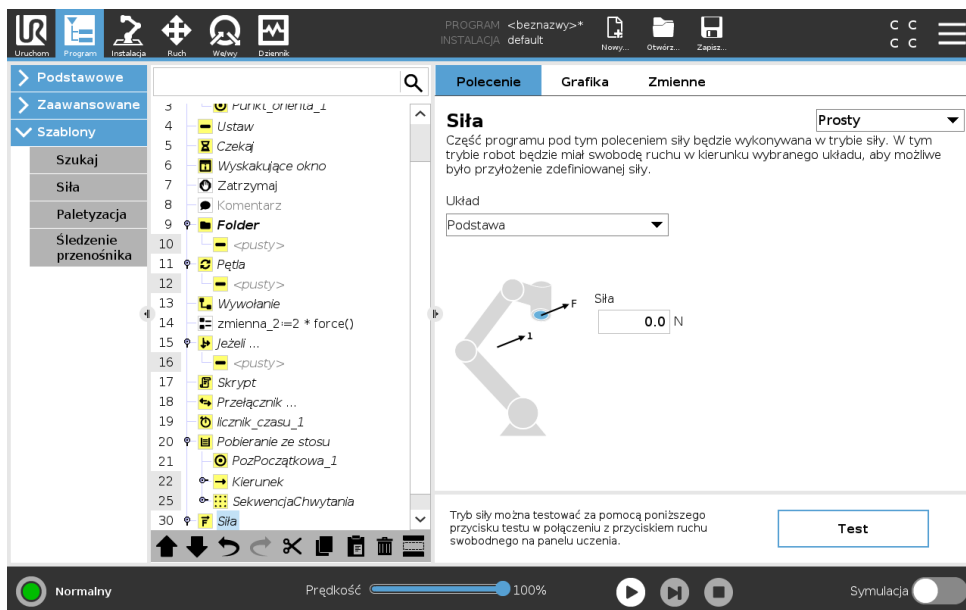 PROGRAM <beznazwy>*
INSTALACJA default
Uruchom Program Instalacja Ruch We/wy Dziennik Nowy... Otwórz... Zapisz...
C C
C C
Podstawowe
Zaawansowane
Szablony
Szukaj
Siła
Paletyzacja
Śledzenie
przenośnika
3 Punkt_orienta_1
4 Ustaw
5 Czekaj
6 Wyskakujące okno
7 Zatrzymaj
8 Komentarz
9 Folder
10 <pusty>
11 Pętla
12 <pusty>
13 Wywołanie
14 zmienna_2:=2 * force()
15 Jeżeli ...
16 <pusty>
17 Skrypt
18 Przełącznik ...
19 licznik_czasu_1
20 Pobieranie ze stosu
21 PozPoczątkowa_1
22 Kierunek
25 SekwencjaChwytania
30 Siła
Polecenie Grafika Zmienne
Siła Prosty
Część programu pod tym poleceniem siły będzie wykonywana w trybie siły. W tym
trybie robot będzie miał swobodę ruchu w kierunku wybranego układu, aby możliwe
było przyłożenie zdefiniowanej siły.
Układ
Podstawa
F
1
Siła
0.0 N
Tryb siły można testować za pomocą poniższego
przycisku testu w połączeniu z przyciskiem ruchu
swobodnego na panelu uczenia.
Test
Normalny Prędkość 100% Symulacja